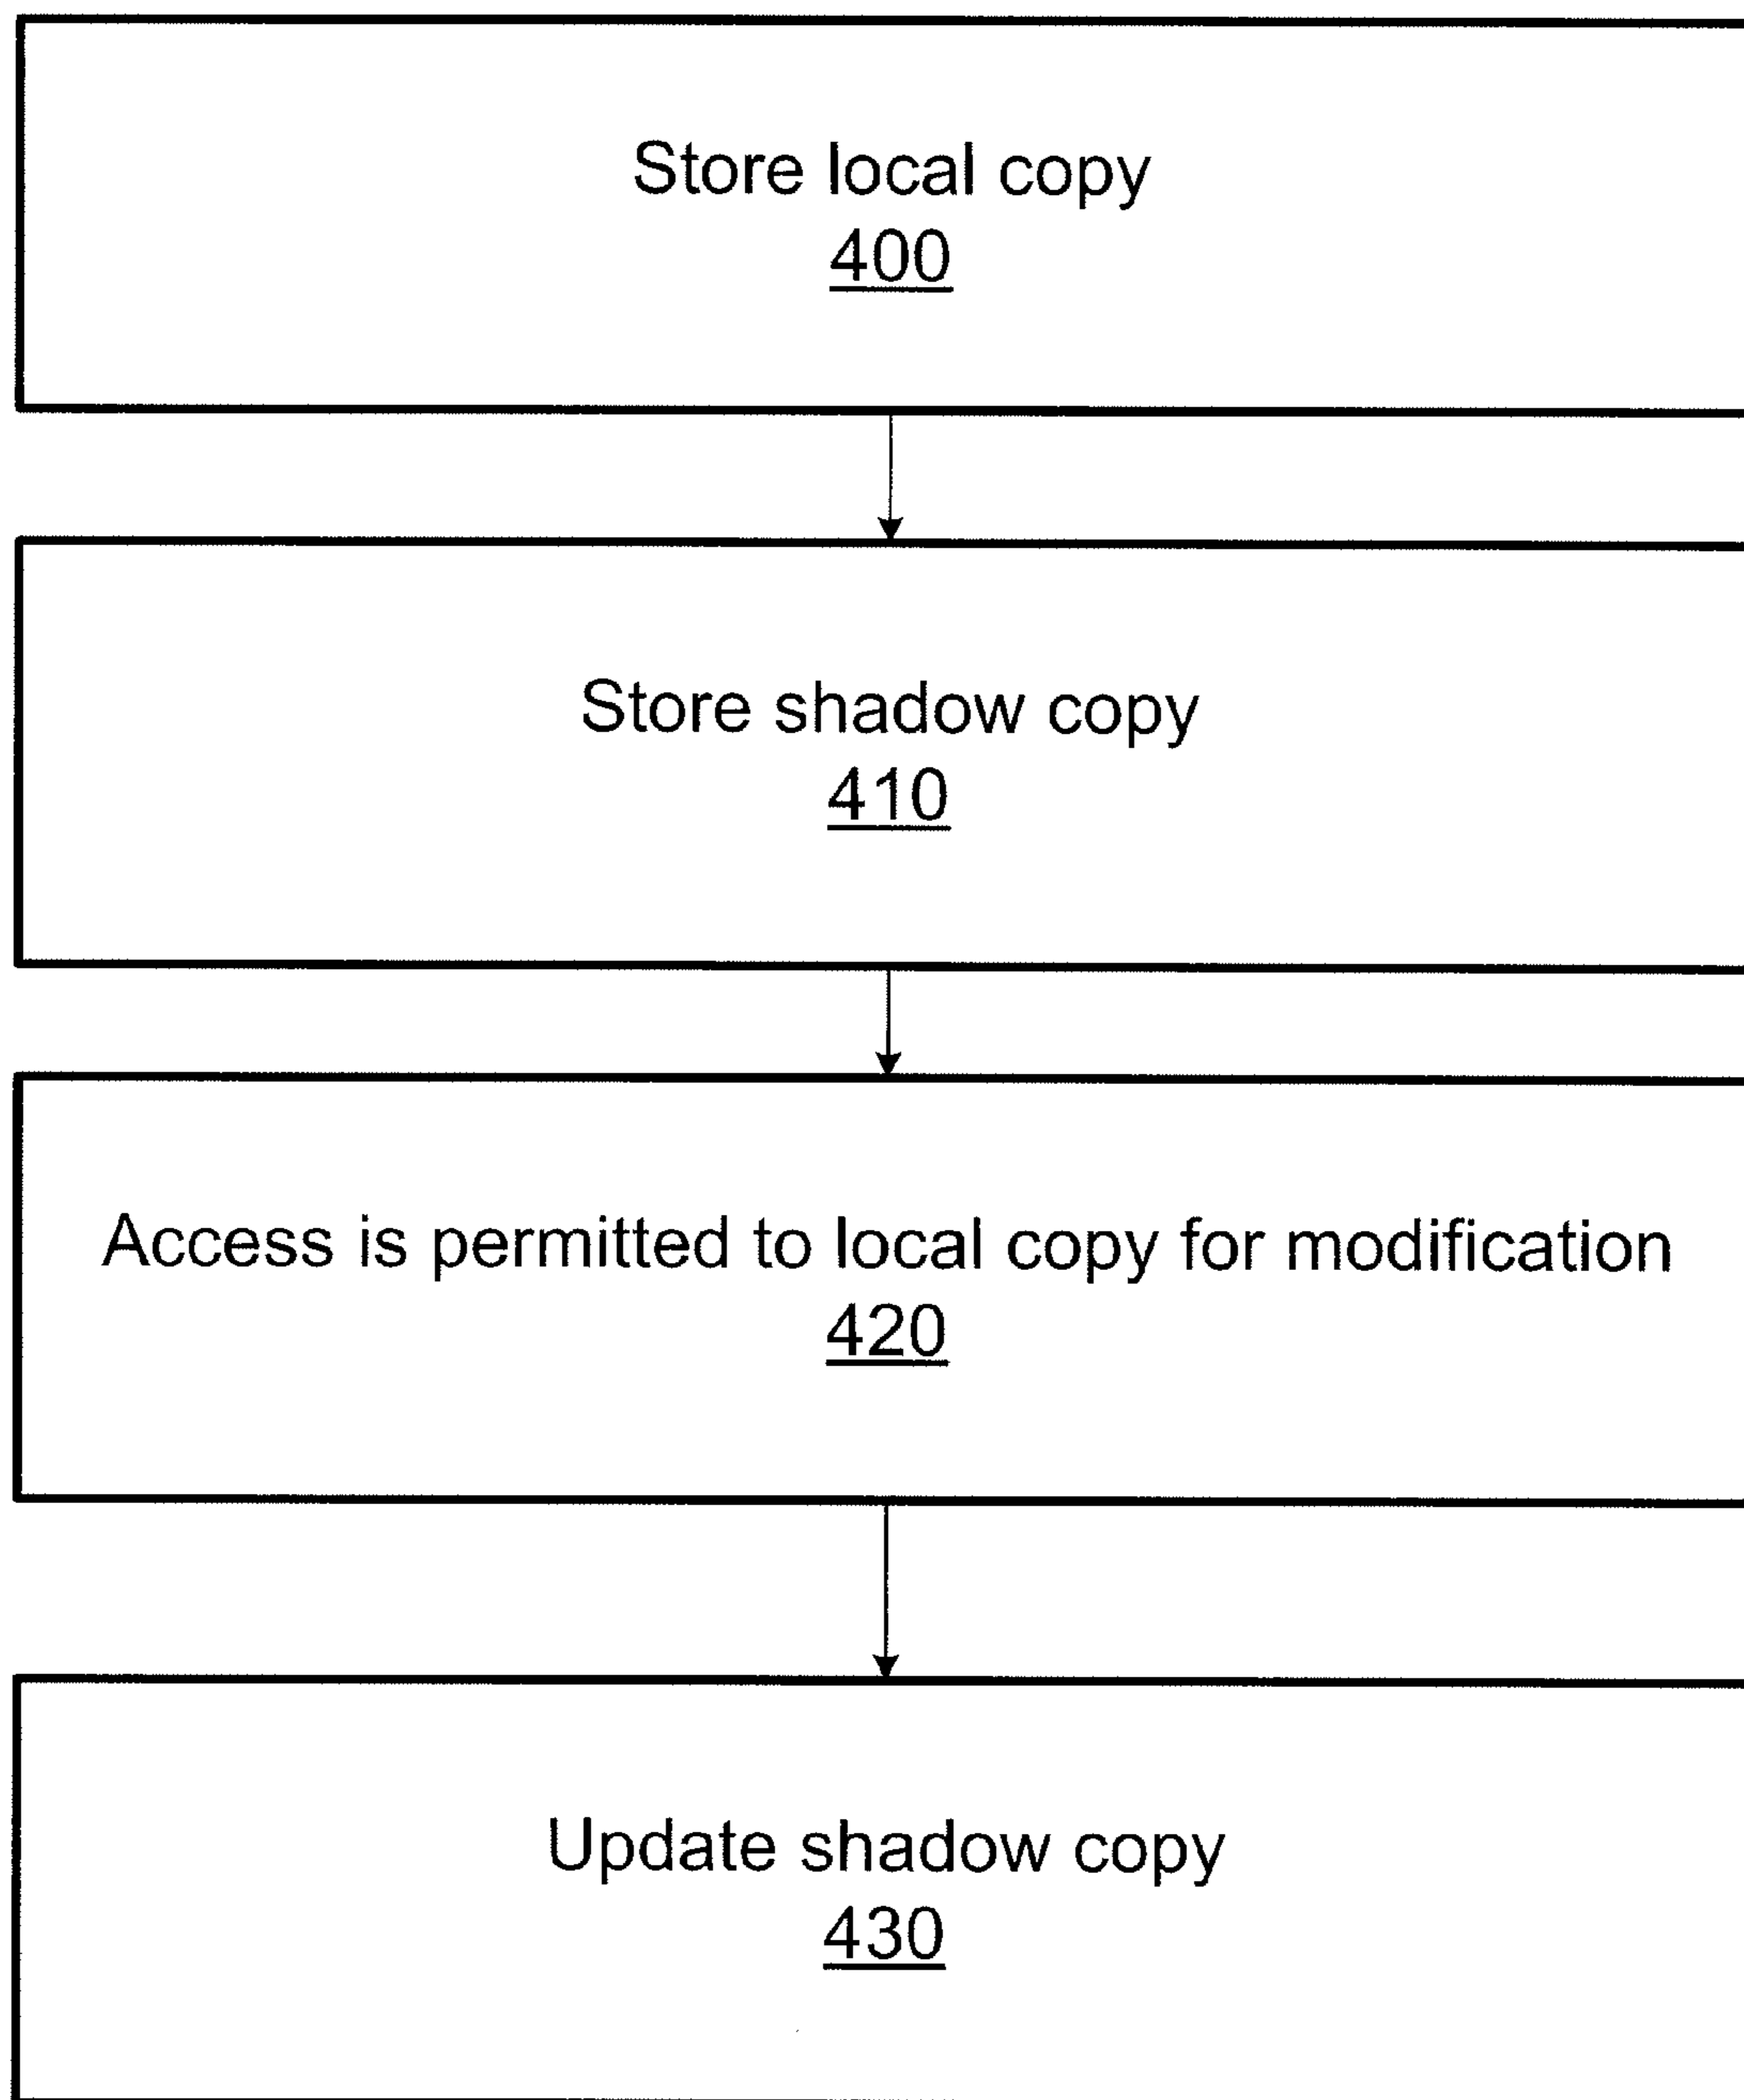 Store local copy
400
Store shadow copy
410
Access is permitted to local copy for modification
420
Update shadow copy
430